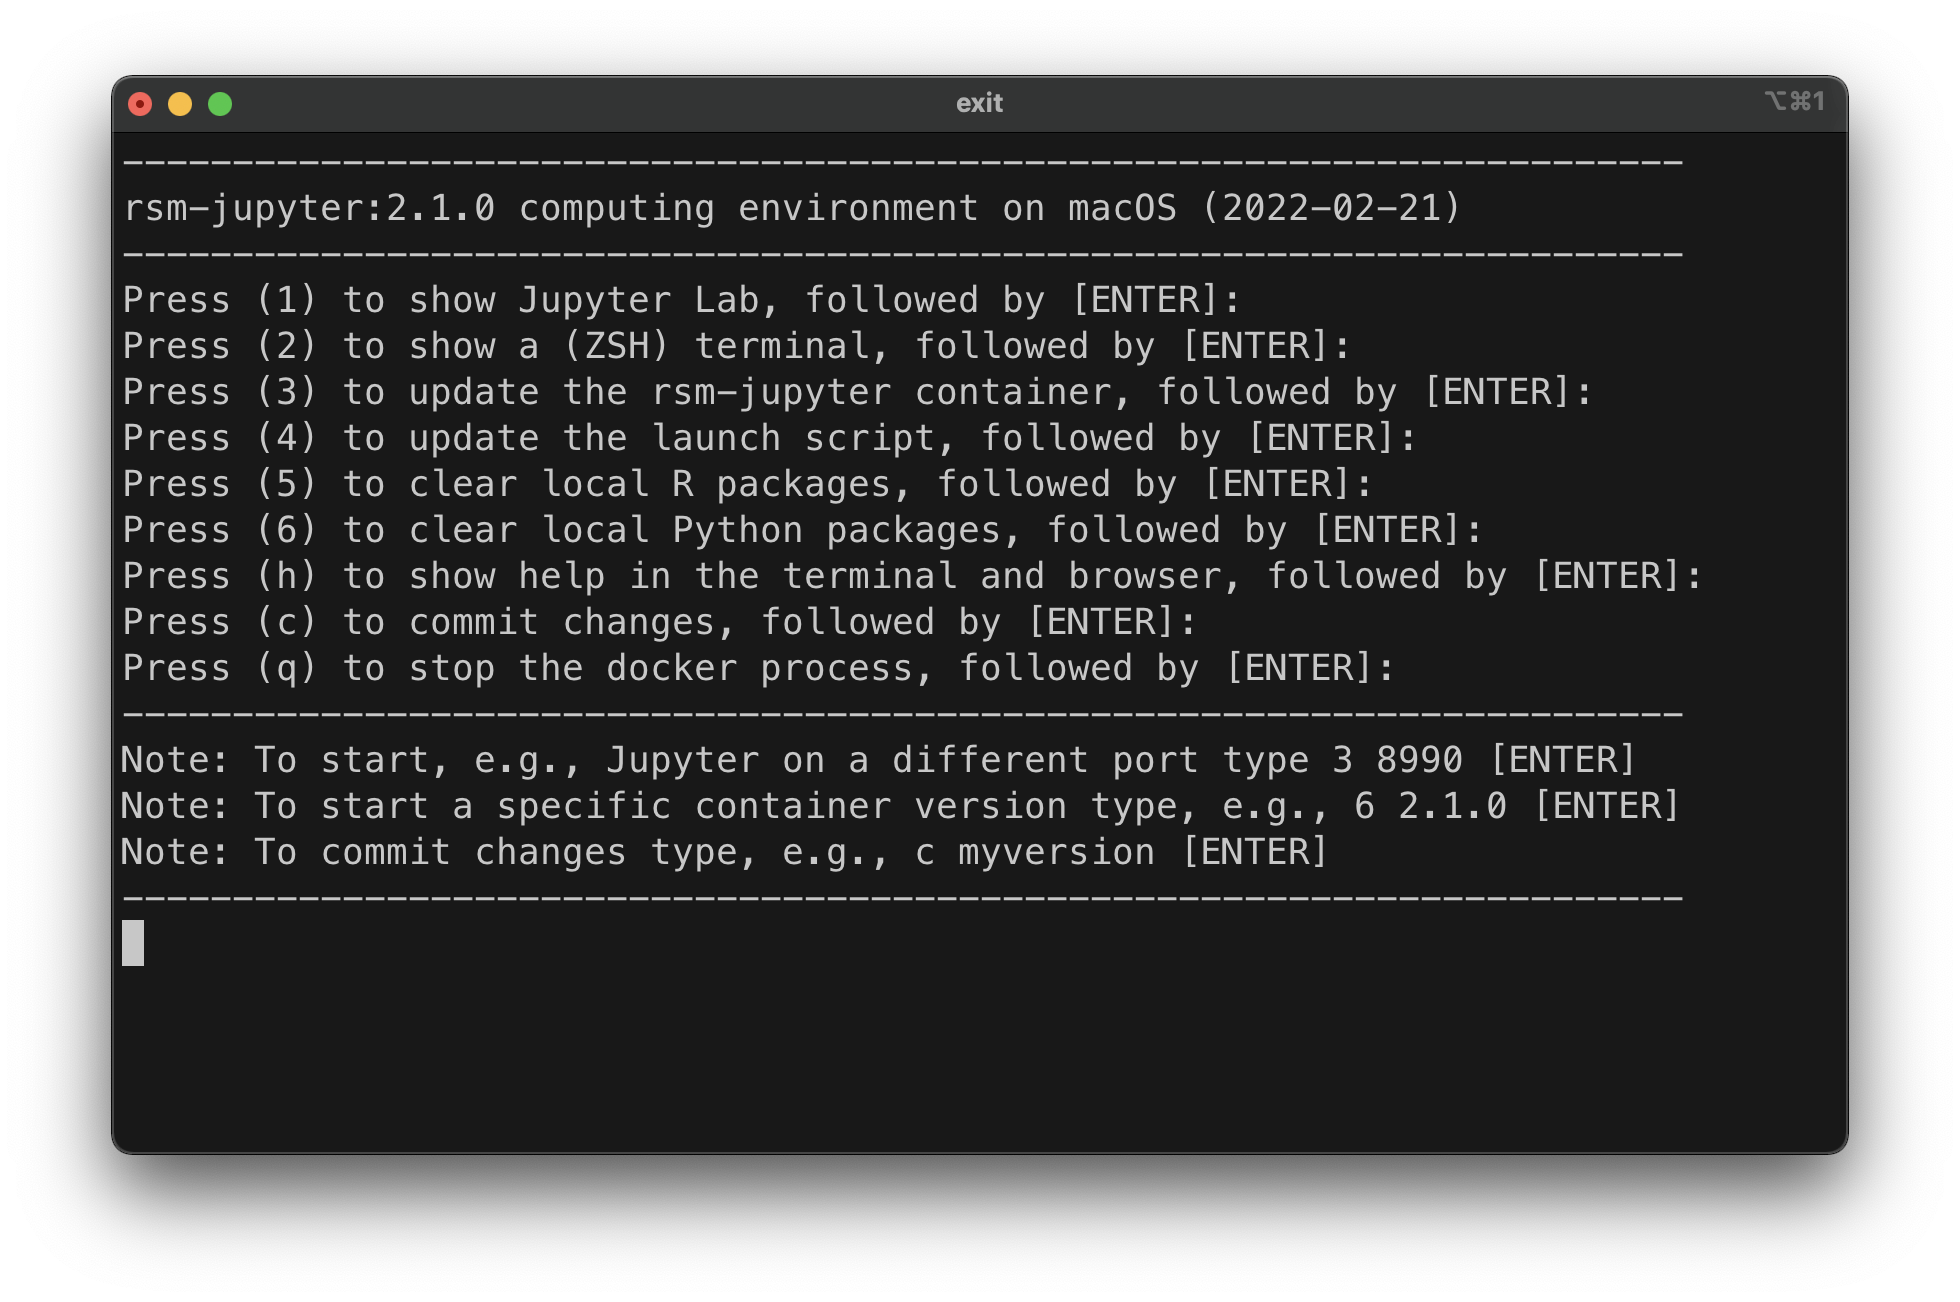 exit
⌥⌘1
-----------------------------------------------------------------------
rsm-jupyter:2.1.0 computing environment on macOS (2022-02-21)
-----------------------------------------------------------------------
Press (1) to show Jupyter Lab, followed by [ENTER]:
Press (2) to show a (ZSH) terminal, followed by [ENTER]:
Press (3) to update the rsm-jupyter container, followed by [ENTER]:
Press (4) to update the launch script, followed by [ENTER]:
Press (5) to clear local R packages, followed by [ENTER]:
Press (6) to clear local Python packages, followed by [ENTER]:
Press (h) to show help in the terminal and browser, followed by [ENTER]:
Press (c) to commit changes, followed by [ENTER]:
Press (q) to stop the docker process, followed by [ENTER]:
-----------------------------------------------------------------------
Note: To start, e.g., Jupyter on a different port type 3 8990 [ENTER]
Note: To start a specific container version type, e.g., 6 2.1.0 [ENTER]
Note: To commit changes type, e.g., c myversion [ENTER]
-----------------------------------------------------------------------